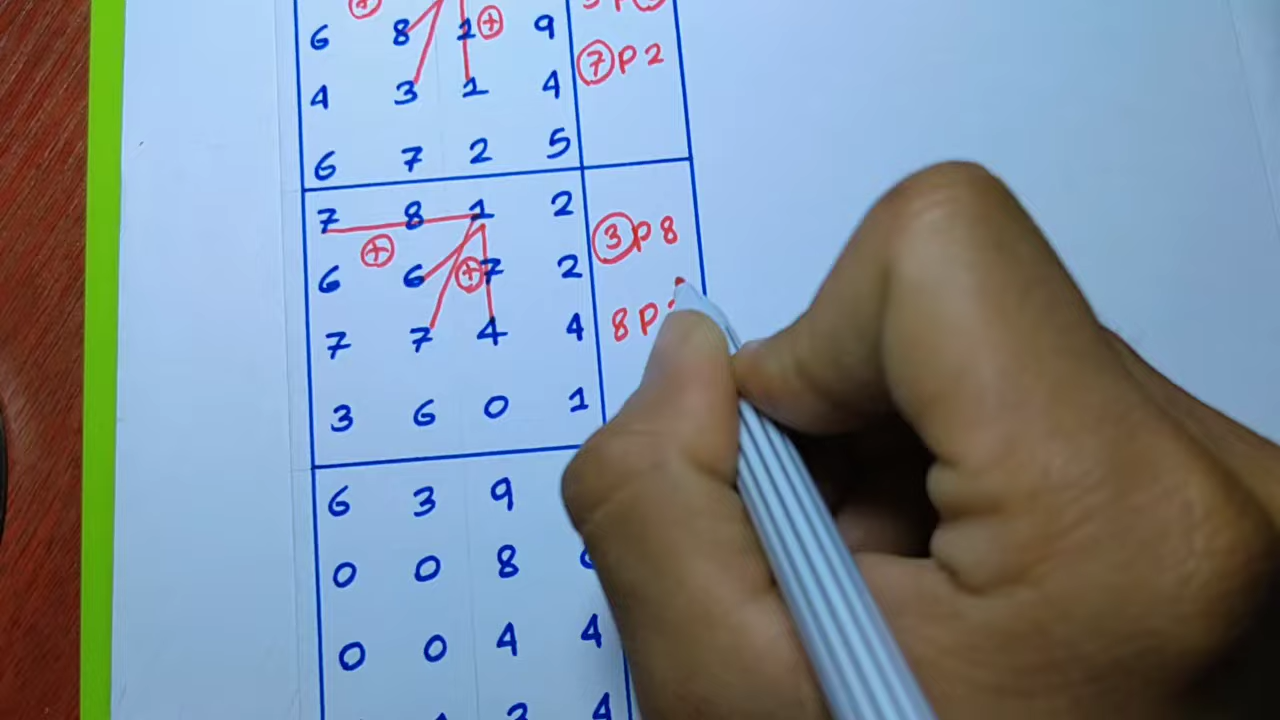 6 8 1 9
4 3 1 4 7P2
6 7 2 5
7 8 1 2 3P8
6 6 7 2
7 7 4 4 8P
3 6 0 1
6 3 9
0 0 8
0 0 4 4
4